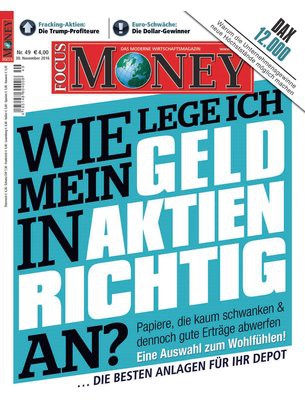 Fracking-Aktien:
Die Trump-Profiteure
Euro-Schwäche:
Die Dollar-Gewinner
DAX
12.000
Warum die Unternehmensgewinne
neue Höchststände
möglich machen
Nr. 49 € 4,00
30. November 2016
DAS MODERNE WIRTSCHAFTSMAGAZIN
FOCUS
MONEY
WIE LEGE ICH
MEIN GELD
IN AKTIEN
RICHTIG
AN?
Papiere, die kaum schwanken &
dennoch gute Erträge abwerfen
Eine Auswahl zum Wohlfühlen!
... DIE BESTEN ANLAGEN FÜR IHR DEPOT